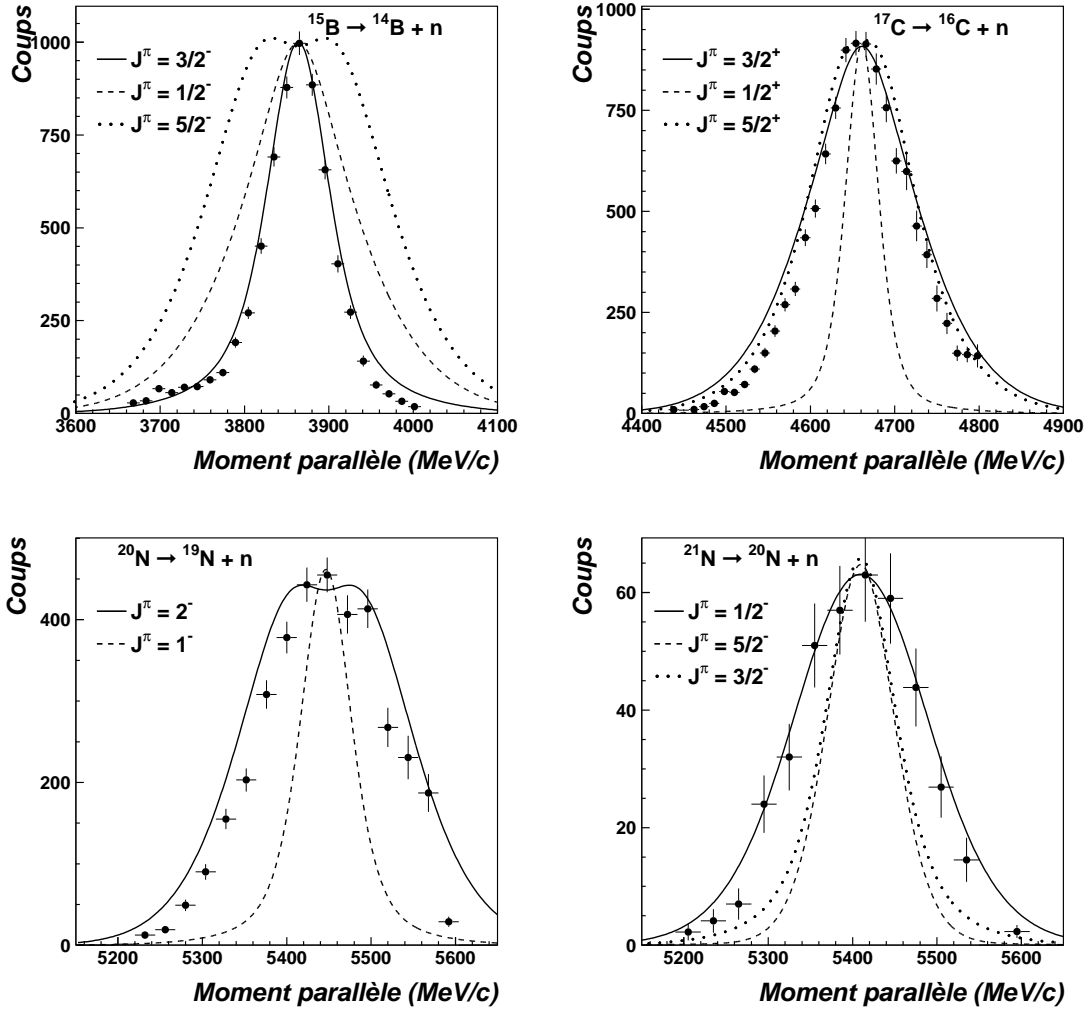 Coups
¹⁵B → ¹⁴B + n
1000
750
500
250
0
J^π = 3/2⁻
J^π = 1/2⁻
J^π = 5/2⁻
3600 3700 3800 3900 4000 4100
Moment parallèle (MeV/c)
Coups
¹⁷C → ¹⁶C + n
1000
750
500
250
0
J^π = 3/2⁺
J^π = 1/2⁺
J^π = 5/2⁺
4400 4500 4600 4700 4800 4900
Moment parallèle (MeV/c)
Coups
²⁰N → ¹⁹N + n
400
200
0
J^π = 2⁻
J^π = 1⁻
5200 5300 5400 5500 5600
Moment parallèle (MeV/c)
Coups
²¹N → ²⁰N + n
60
40
20
0
J^π = 1/2⁻
J^π = 5/2⁻
J^π = 3/2⁻
5200 5300 5400 5500 5600
Moment parallèle (MeV/c)